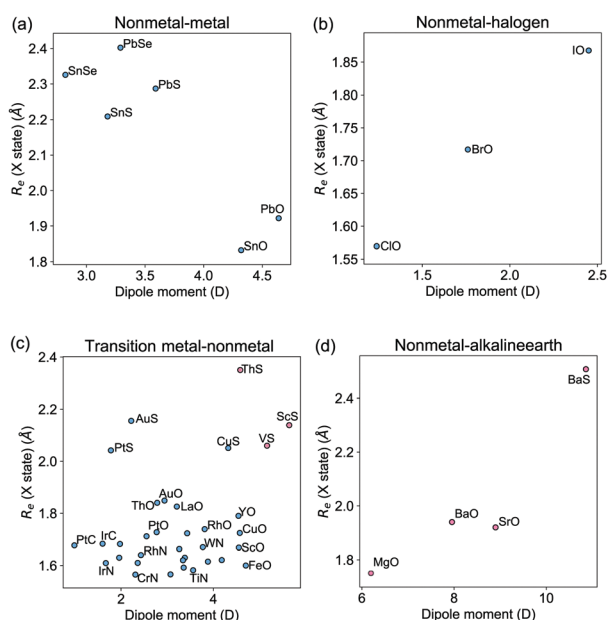 (a) Nonmetal-metal
2.4
2.3
2.2
2.1
2.0
1.9
1.8
Rₑ (X state) (Å)
PbSe
SnSe
PbS
SnS
PbO
SnO
3.0 3.5 4.0 4.5
Dipole moment (D)
(b) Nonmetal-halogen
1.85
1.80
1.75
1.70
1.65
1.60
1.55
Rₑ (X state) (Å)
IO
BrO
ClO
1.5 2.0 2.5
Dipole moment (D)
(c) Transition metal-nonmetal
2.4
2.2
2.0
1.8
1.6
Rₑ (X state) (Å)
ThS
AuS
ScS
PtS
CuS
VS
AuO
ThO
LaO
YO
PtO
RhO
CuO
PtC
IrC
RhN
WN
ScO
IrN
CrN
TiN
FeO
2 4 6
Dipole moment (D)
(d) Nonmetal-alkalineearth
2.4
2.2
2.0
1.8
Rₑ (X state) (Å)
BaS
BaO
SrO
MgO
6 8 10
Dipole moment (D)